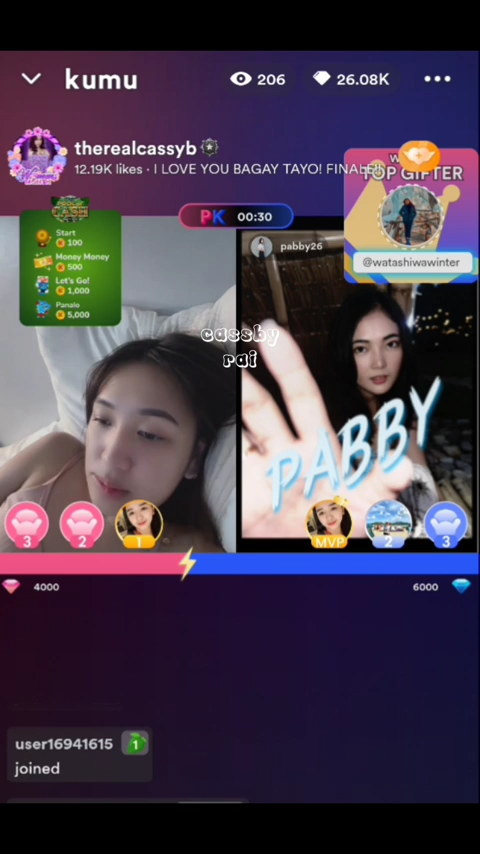 kumu
206
26.08K
therealcassyb
12.19K likes · I LOVE YOU BAGAY TAYO! FINALE!!
TOP GIFTER
@watashiwawinter
PK 00:30
Start
100
Money Money
500
Let's Go!
1,000
Panalo
5,000
pabby26
cassby
rai
PABBY
3
2
1
MVP
2
3
4000
6000
user16941615 1
joined